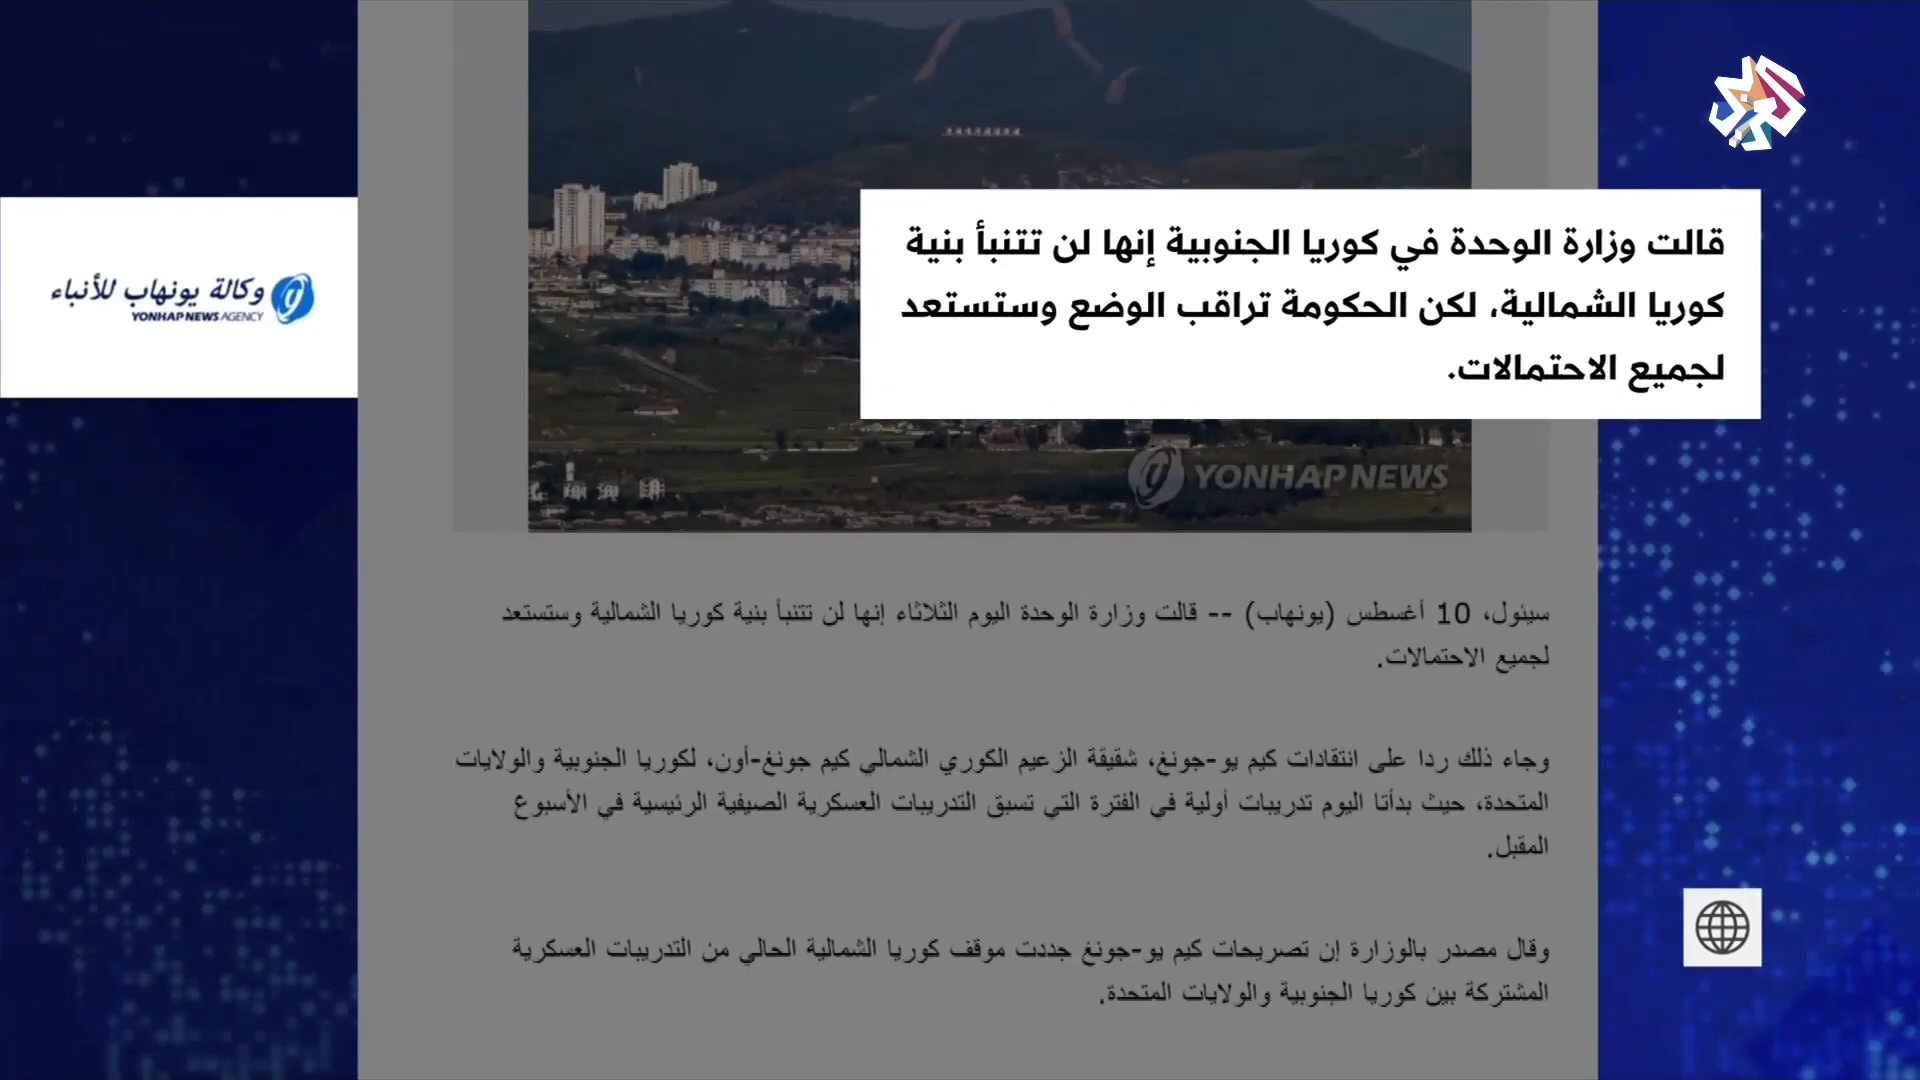 وكالة يونهاب للأنباء
YONHAP NEWS AGENCY
قالت وزارة الوحدة في كوريا الجنوبية إنها لن تتنبأ بنية
كوريا الشمالية، لكن الحكومة تراقب الوضع وستستعد
لجميع الاحتمالات.
YONHAP NEWS
سيئول، 10 أغسطس (يونهاب) -- قالت وزارة الوحدة اليوم الثلاثاء إنها لن تتنبأ بنية كوريا الشمالية وستستعد
لجميع الاحتمالات.
وجاء ذلك ردا على انتقادات كيم يو-جونغ، شقيقة الزعيم الكوري الشمالي كيم جونغ-أون، لكوريا الجنوبية والولايات
المتحدة، حيث بدأتا اليوم تدريبات أولية في الفترة التي تسبق التدريبات العسكرية الصيفية الرئيسية في الأسبوع
المقبل.
وقال مصدر بالوزارة إن تصريحات كيم يو-جونغ جددت موقف كوريا الشمالية الحالي من التدريبات العسكرية
المشتركة بين كوريا الجنوبية والولايات المتحدة.